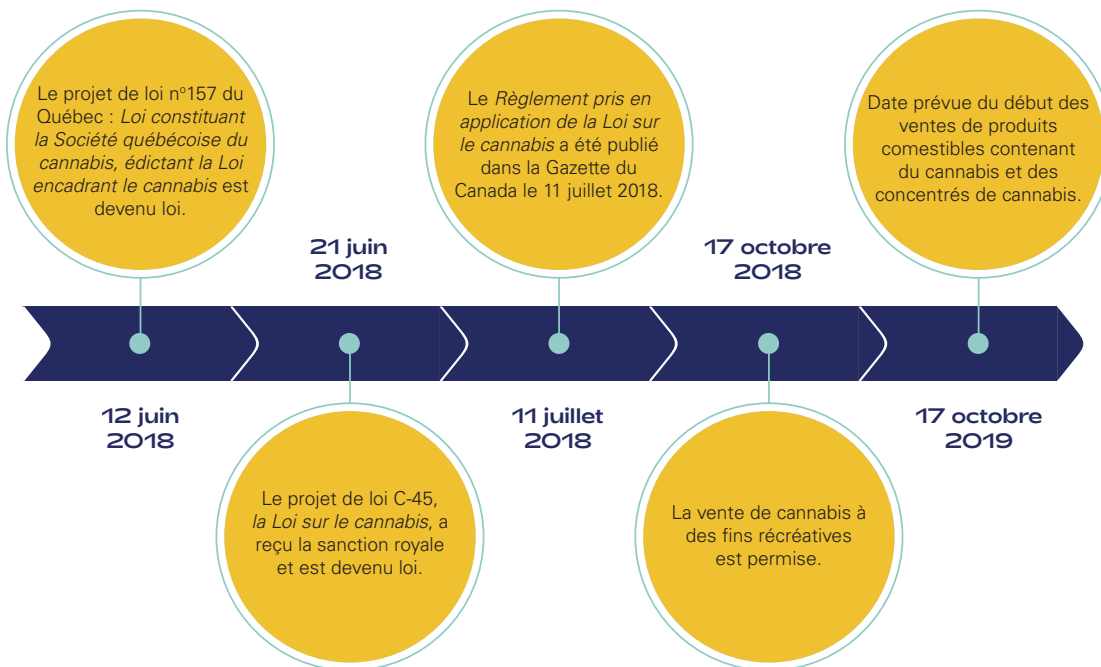 Le projet de loi nº157 du
Québec : Loi constituant
la Société québécoise du
cannabis, édictant la Loi
encadrant le cannabis est
devenu loi.
12 juin
2018
21 juin
2018
Le projet de loi C-45,
la Loi sur le cannabis, a
reçu la sanction royale
et est devenu loi.
Le Règlement pris en
application de la Loi sur
le cannabis a été publié
dans la Gazette du
Canada le 11 juillet 2018.
11 juillet
2018
17 octobre
2018
La vente de cannabis à
des fins récréatives
est permise.
Date prévue du début des
ventes de produits
comestibles contenant
du cannabis et des
concentrés de cannabis.
17 octobre
2019